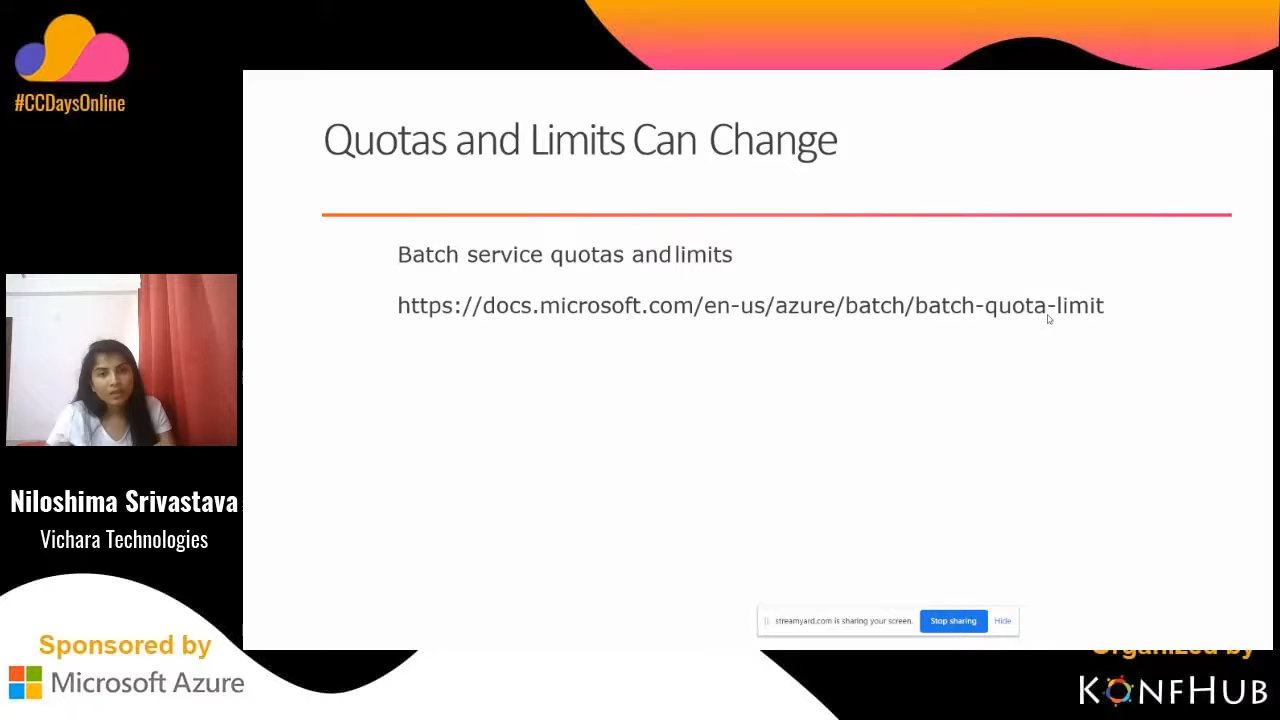 #CCDaysOnline
Quotas and Limits Can Change
Batch service quotas and limits
https://docs.microsoft.com/en-us/azure/batch/batch-quota-limit
Niloshima Srivastava
Vichara Technologies
streamyard.com is sharing your screen.
Stop sharing
Hide
Sponsored by
Microsoft Azure
Organized by
KONFHUB